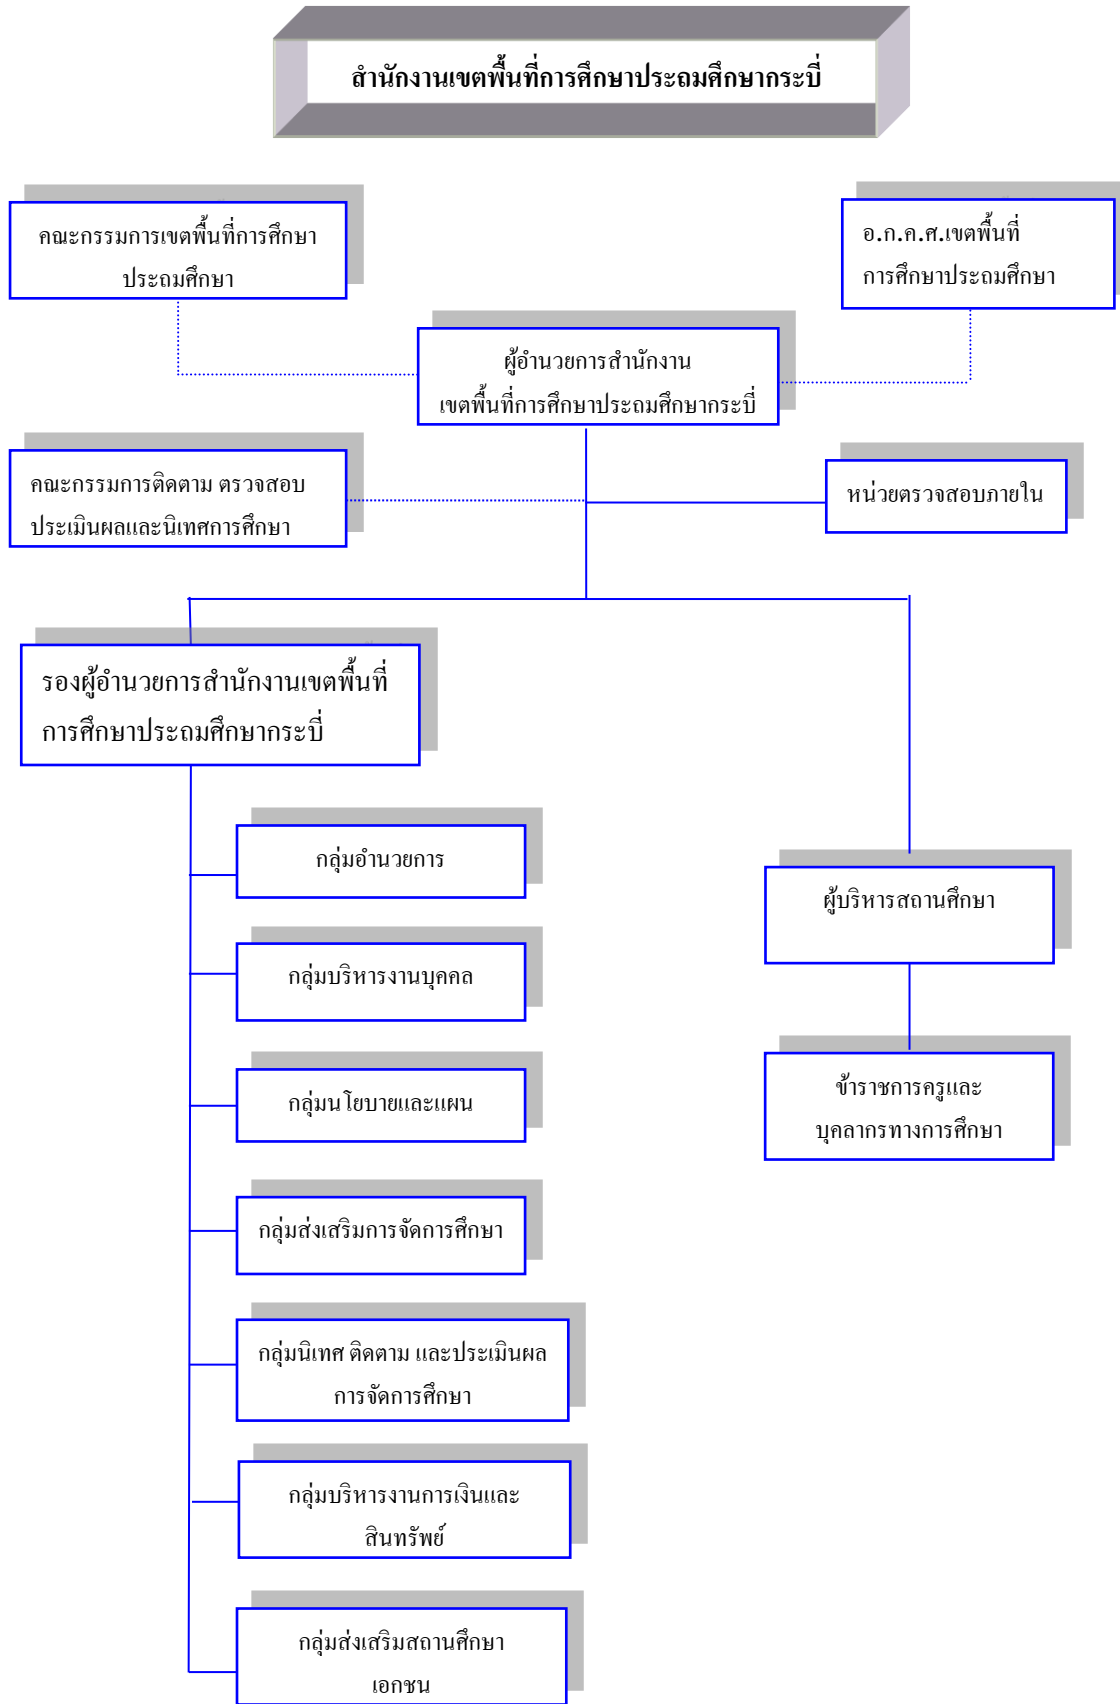 สำนักงานเขตพื้นที่การศึกษาประถมศึกษากระบี่
คณะกรรมการเขตพื้นที่การศึกษา
ประถมศึกษา
อ.ก.ค.ศ.เขตพื้นที่
การศึกษาประถมศึกษา
ผู้อำนวยการสำนักงาน
เขตพื้นที่การศึกษาประถมศึกษากระบี่
คณะกรรมการติดตาม ตรวจสอบ
ประเมินผลและนิเทศการศึกษา
หน่วยตรวจสอบภายใน
รองผู้อำนวยการสำนักงานเขตพื้นที่
การศึกษาประถมศึกษากระบี่
กลุ่มอำนวยการ
ผู้บริหารสถานศึกษา
กลุ่มบริหารงานบุคคล
กลุ่มนโยบายและแผน
ข้าราชการครูและ
บุคลากรทางการศึกษา
กลุ่มส่งเสริมการจัดการศึกษา
กลุ่มนิเทศ ติดตาม และประเมินผล
การจัดการศึกษา
กลุ่มบริหารงานการเงินและ
สินทรัพย์
กลุ่มส่งเสริมสถานศึกษา
เอกชน